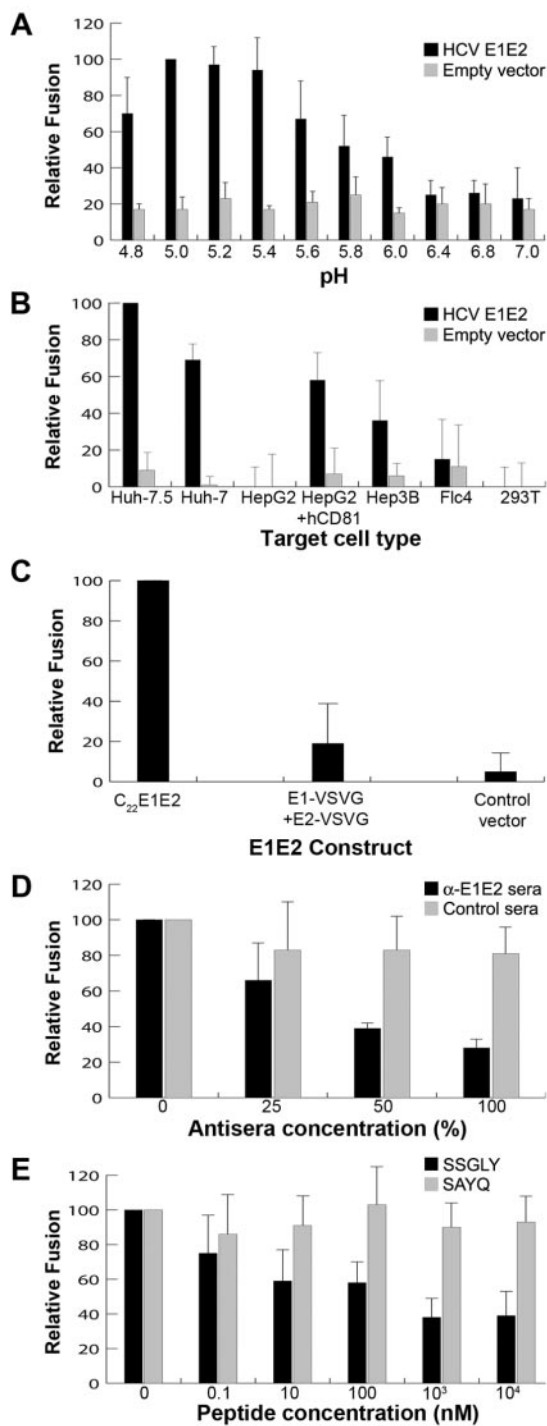 A
HCV E1E2
Empty vector
Relative Fusion
120
100
80
60
40
20
0
4.8 5.0 5.2 5.4 5.6 5.8 6.0 6.4 6.8 7.0
pH
B
HCV E1E2
Empty vector
Relative Fusion
100
80
60
40
20
0
Huh-7.5 Huh-7 HepG2 HepG2 Hep3B Flc4 293T
+hCD81
Target cell type
C
Relative Fusion
100
80
60
40
20
0
C22E1E2 E1-VSVG Control
+E2-VSVG vector
E1E2 Construct
D
α-E1E2 sera
Control sera
Relative Fusion
120
100
80
60
40
20
0
0 25 50 100
Antisera concentration (%)
E
SSGLY
SAYQ
Relative Fusion
120
100
80
60
40
20
0
0 0.1 10 100 10³ 10⁴
Peptide concentration (nM)